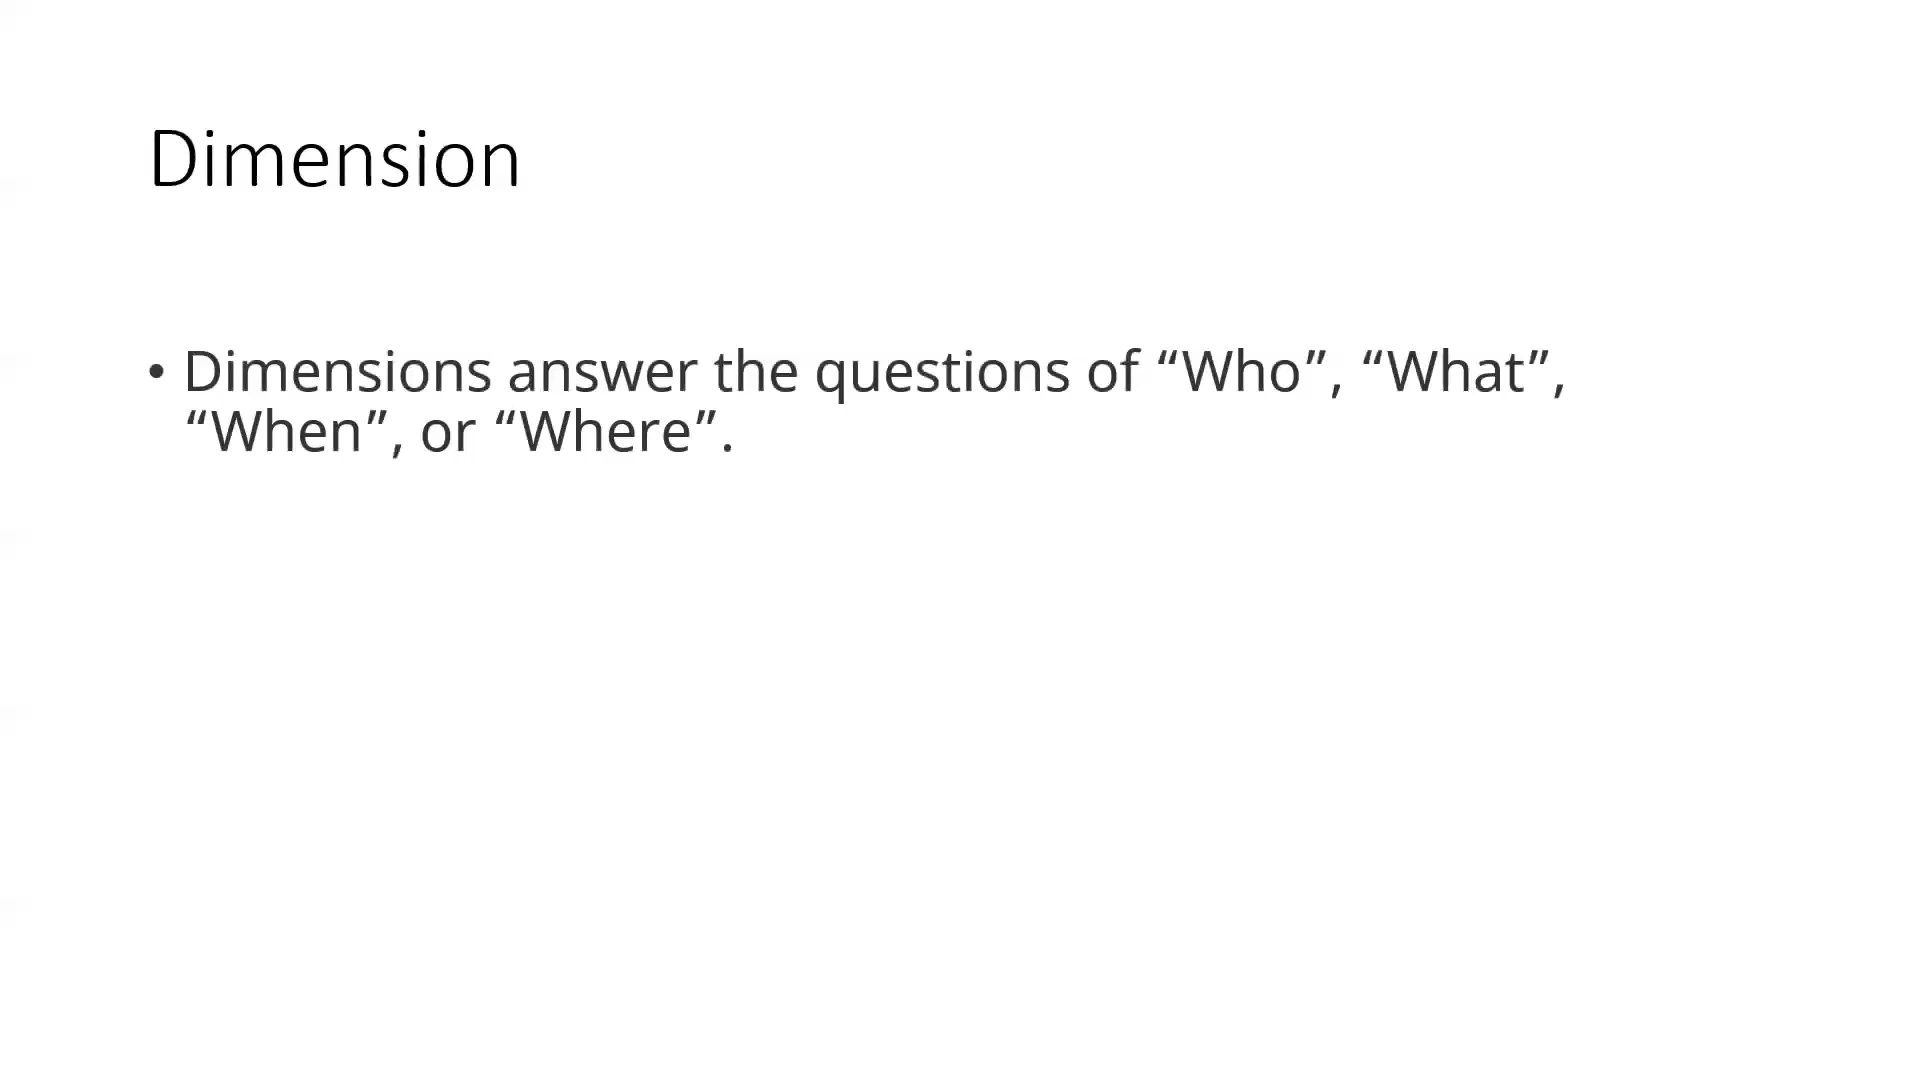 Dimension
• Dimensions answer the questions of “Who”, “What”,
“When”, or “Where”.